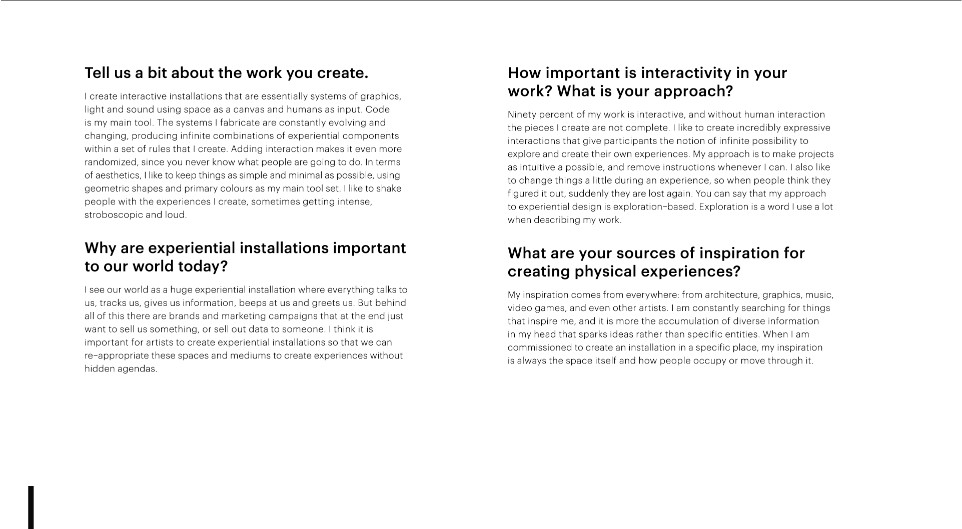 Tell us a bit about the work you create.
I create interactive installations that are essentially systems of graphics,
light and sound using space as a canvas and humans as input. Code
is my main tool. The systems I fabricate are constantly evolving and
changing, producing infinite combinations of experiential components
within a set of rules that I create. Adding interaction makes it even more
randomized, since you never know what people are going to do. In terms
of aesthetics, I like to keep things as simple and minimal as possible, using
geometric shapes and primary colours as my main tool set. I like to shake
people with the experiences I create, sometimes getting intense,
stroboscopic and loud.
Why are experiential installations important
to our world today?
I see our world as a huge experiential installation where everything talks to
us, tracks us, gives us information, beeps at us and greets us. But behind
all of this there are brands and marketing campaigns that at the end just
want to sell us something, or sell out data to someone. I think it is
important for artists to create experiential installations so that we can
re-appropriate these spaces and mediums to create experiences without
hidden agendas.
How important is interactivity in your
work? What is your approach?
Ninety percent of my work is interactive, and without human interaction
the pieces I create are not complete. I like to create incredibly expressive
interactions that give participants the notion of infinite possibility to
explore and create their own experiences. My approach is to make projects
as intuitive a possible, and remove instructions whenever I can. I also like
to change things a little during an experience, so when people think they
f gured it out, suddenly they are lost again. You can say that my approach
to experiential design is exploration-based. Exploration is a word I use a lot
when describing my work.
What are your sources of inspiration for
creating physical experiences?
My inspiration comes from everywhere: from architecture, graphics, music,
video games, and even other artists. I am constantly searching for things
that inspire me, and it is more the accumulation of diverse information
in my head that sparks ideas rather than specific entities. When I am
commissioned to create an installation in a specific place, my inspiration
is always the space itself and how people occupy or move through it.